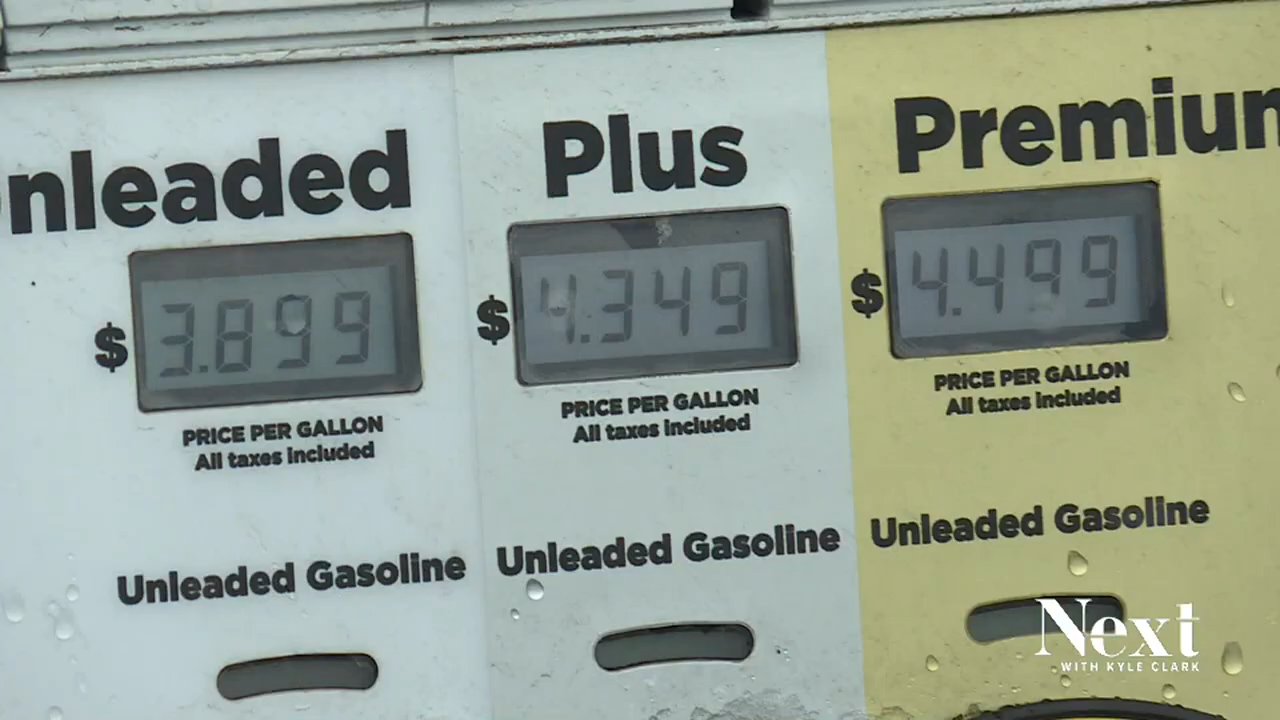 nleaded
$ 3.899
PRICE PER GALLON
All taxes included
Unleaded Gasoline
Plus
$ 4.349
PRICE PER GALLON
All taxes included
Unleaded Gasoline
Premium
$ 4.499
PRICE PER GALLON
All taxes included
Unleaded Gasoline
Next
WITH KYLE CLARK